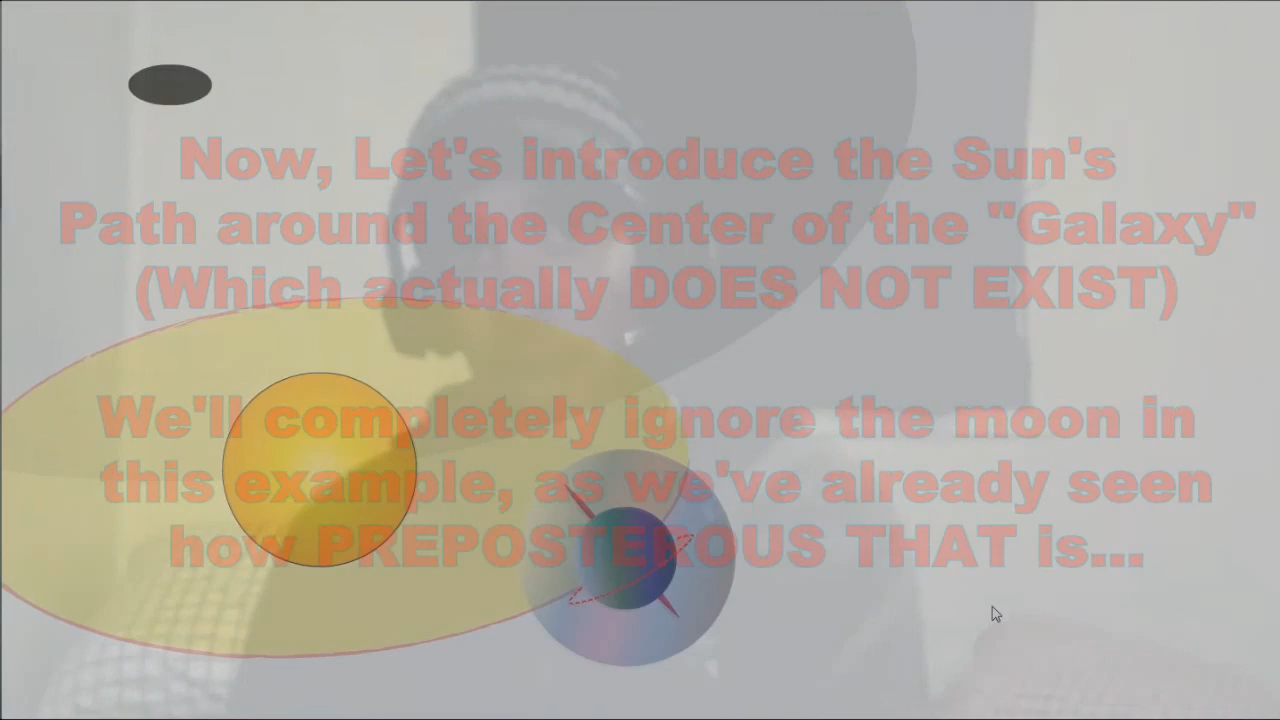 Now, Let's introduce the Sun's
Path around the Center of the "Galaxy"
(Which actually DOES NOT EXIST)
We'll completely ignore the moon in
this example, as we've already seen
how PREPOSTEROUS THAT is...